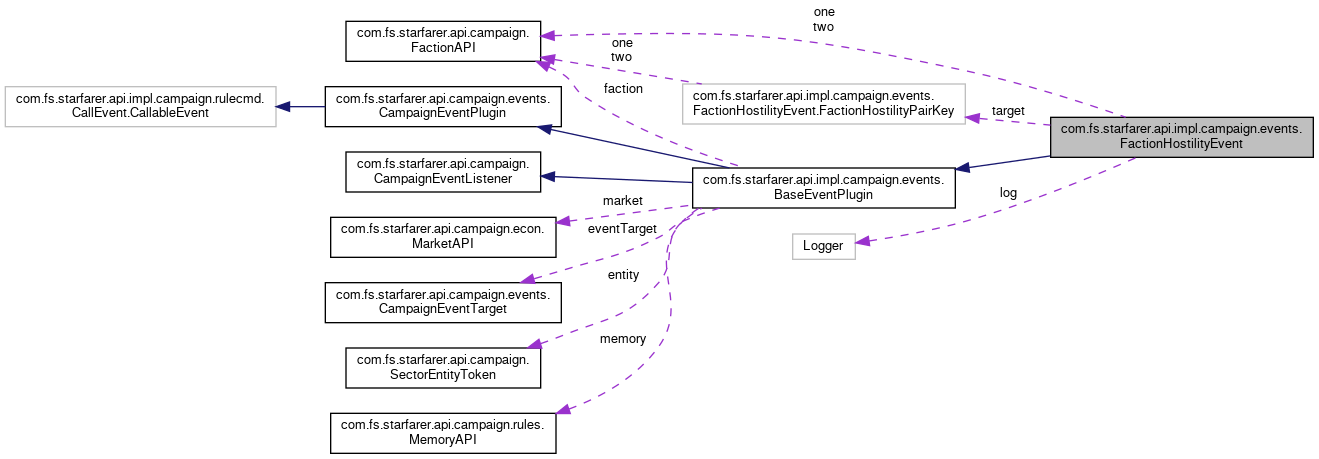 one
two
com.fs.starfarer.api.campaign.
FactionAPI
one
two
faction
com.fs.starfarer.api.impl.campaign.rulecmd.
CallEvent.CallableEvent
com.fs.starfarer.api.campaign.events.
CampaignEventPlugin
com.fs.starfarer.api.impl.campaign.events.
FactionHostilityEvent.FactionHostilityPairKey
target
com.fs.starfarer.api.impl.campaign.events.
FactionHostilityEvent
com.fs.starfarer.api.campaign.
CampaignEventListener
com.fs.starfarer.api.impl.campaign.events.
BaseEventPlugin
log
market
com.fs.starfarer.api.campaign.econ.
MarketAPI
eventTarget
Logger
entity
com.fs.starfarer.api.campaign.events.
CampaignEventTarget
memory
com.fs.starfarer.api.campaign.
SectorEntityToken
com.fs.starfarer.api.campaign.rules.
MemoryAPI